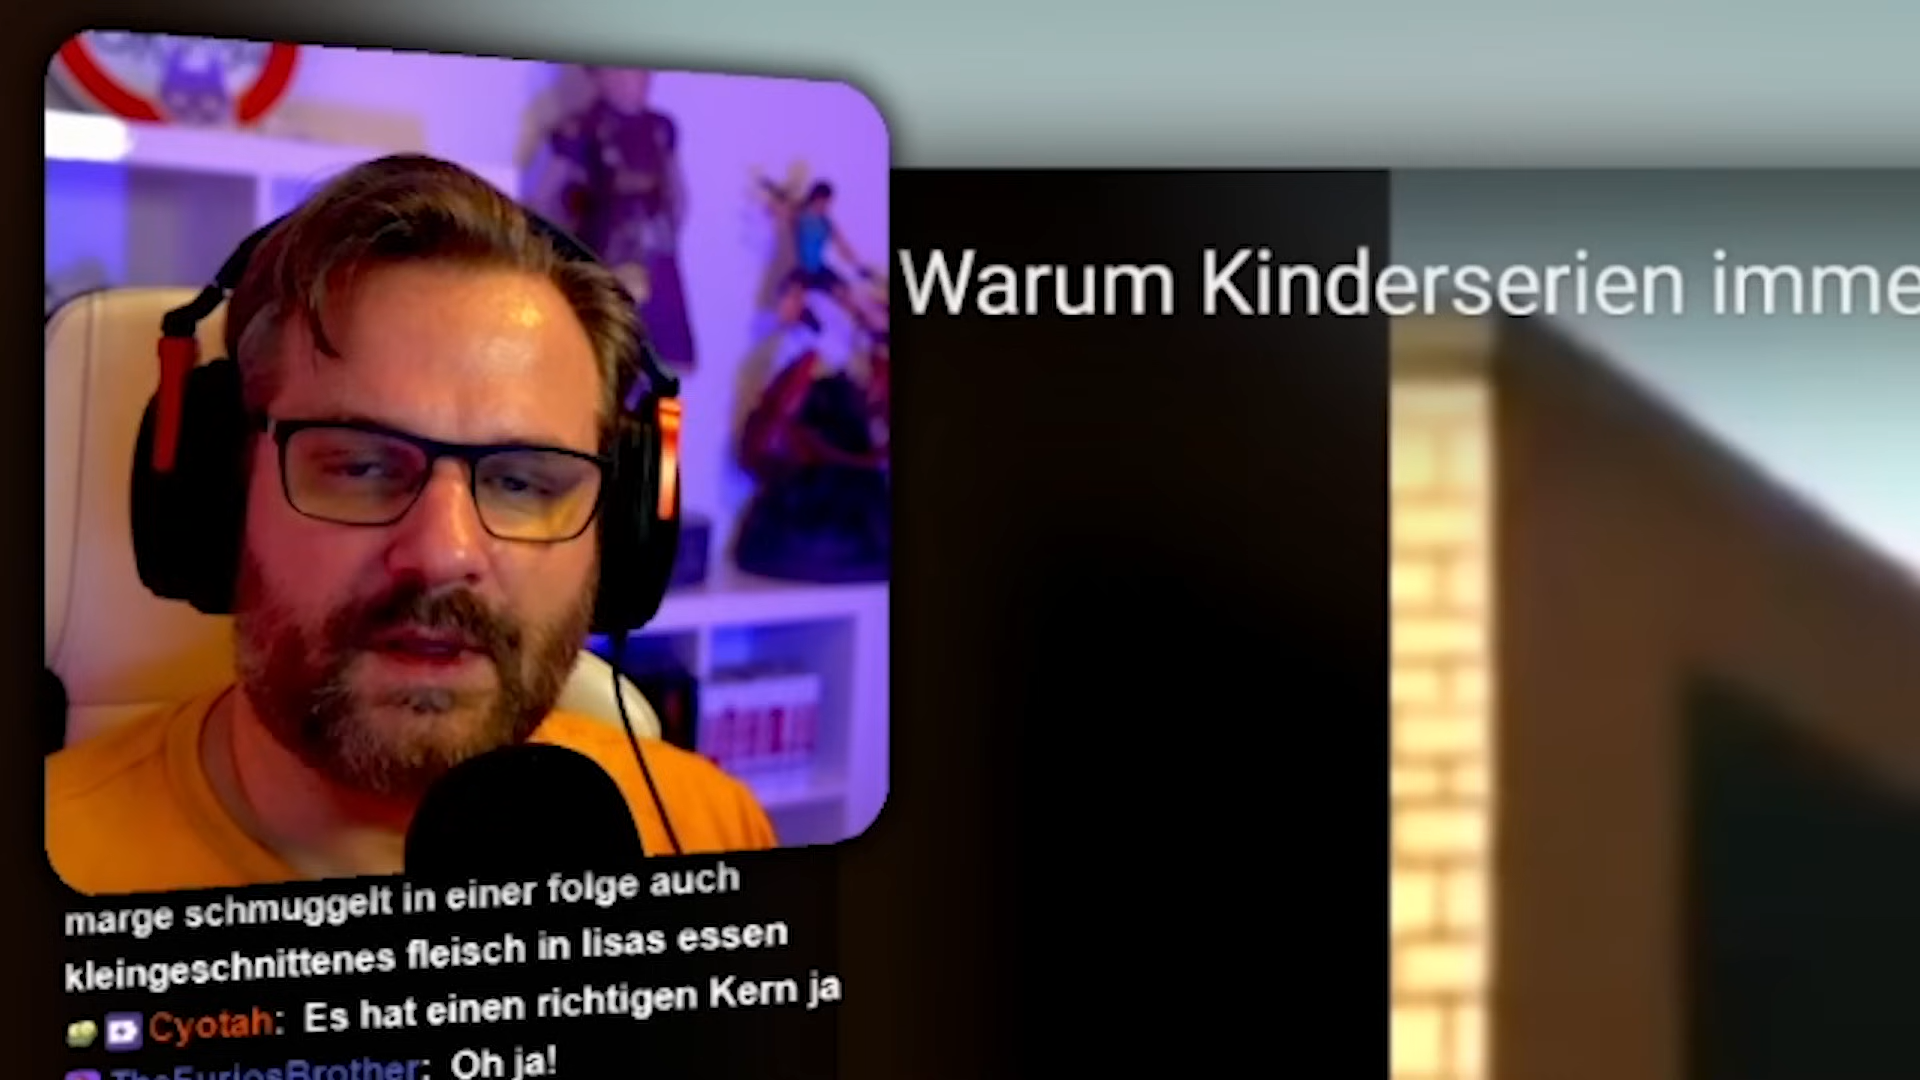 Warum Kinderserien imme
marge schmuggelt in einer folge auch
kleingeschnittenes fleisch in lisas essen
Cyotah: Es hat einen richtigen Kern ja
TheFuriosBrother: Oh ja!